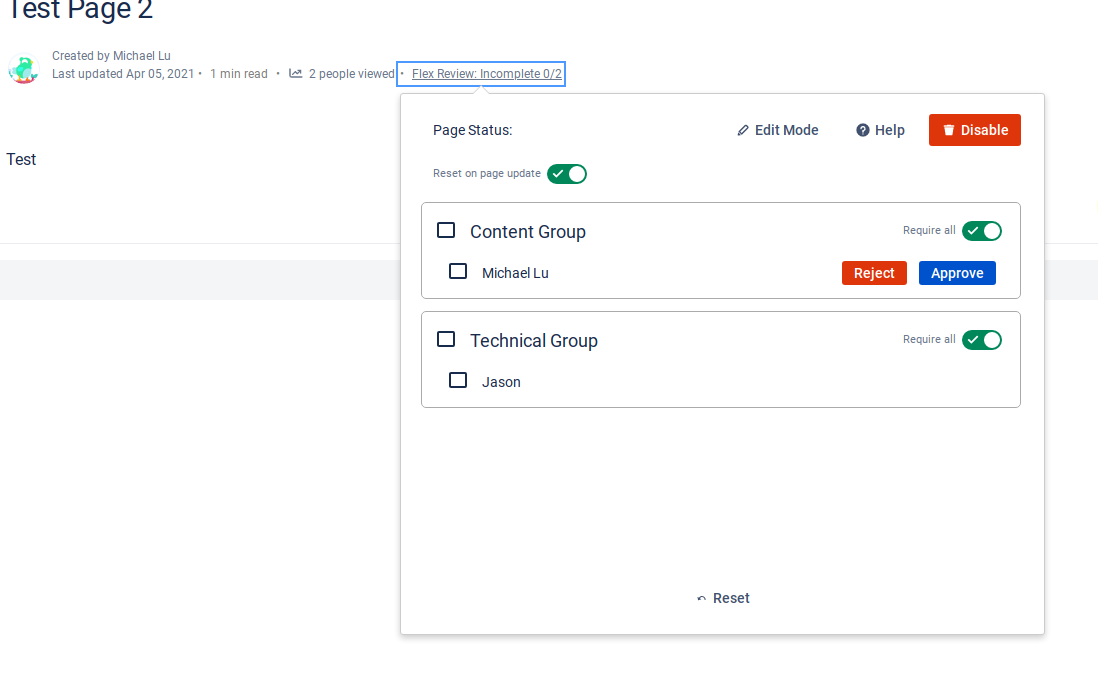 Test Page 2
Created by Michael Lu
Last updated Apr 05, 2021 • 1 min read • 2 people viewed • Flex Review: Incomplete 0/2
Page Status: Edit Mode Help Disable
Reset on page update
Test
Content Group Require all
Michael Lu Reject Approve
Technical Group Require all
Jason
Reset